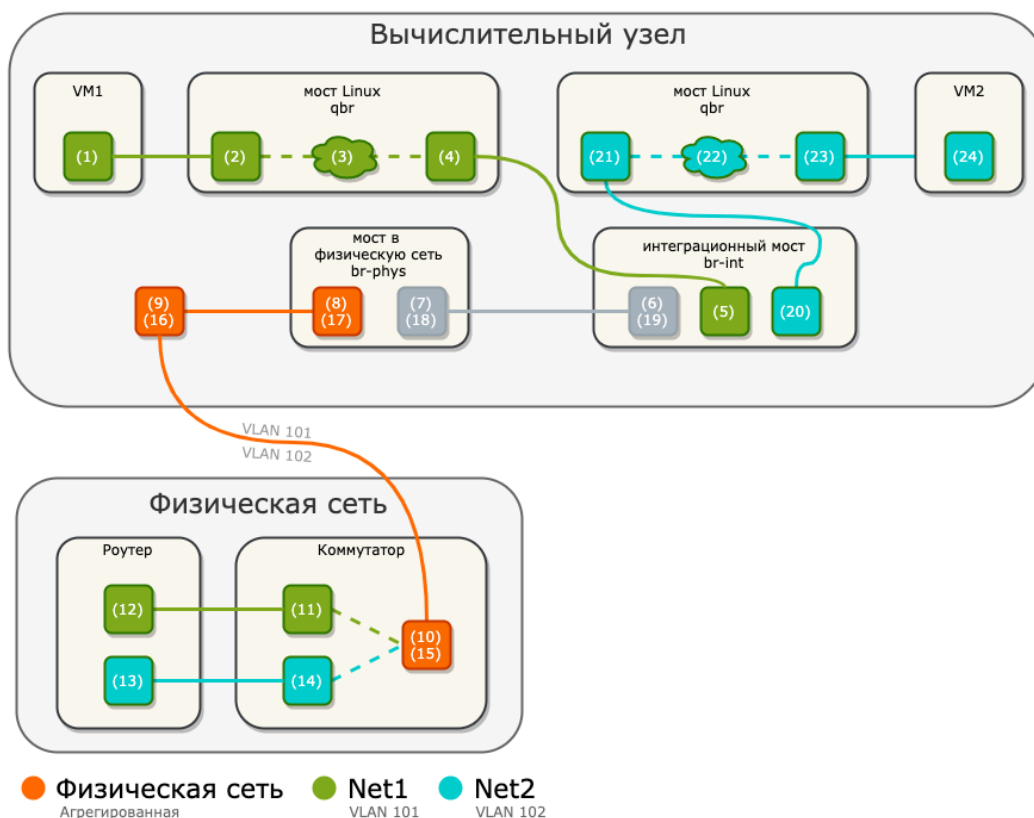 Вычислительный узел
VM1
мост Linux
qbr
мост Linux
qbr
VM2
(1)
(2)
(3)
(4)
(21)
(22)
(23)
(24)
мост в
физическую сеть
br-phys
интеграционный мост
br-int
(9)
(16)
(8)
(17)
(7)
(18)
(6)
(19)
(5)
(20)
VLAN 101
VLAN 102
Физическая сеть
Роутер
Коммутатор
(12)
(11)
(10)
(15)
(13)
(14)
Физическая сеть
Агрегированная
Net1
VLAN 101
Net2
VLAN 102